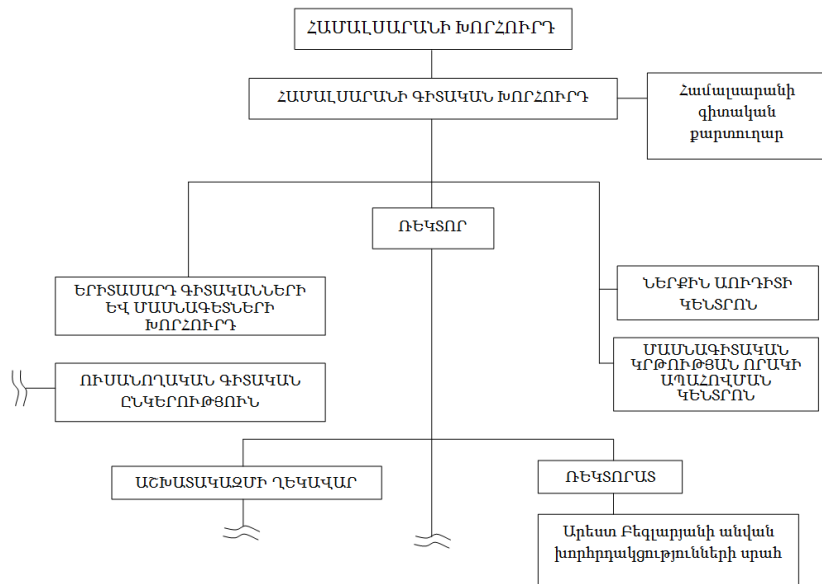 ՀԱՄԱԼՍԱՐԱՆԻ ԽՈՐՀՈՒՐԴ
ՀԱՄԱԼՍԱՐԱՆԻ ԳԻՏԱԿԱՆ ԽՈՐՀՈՒՐԴ
Համալսարանի
գիտական
քարտուղար
ՌԵԿՏՈՐ
ԵՐԻՏԱՍԱՐԴ ԳԻՏԱԿԱՆՆԵՐԻ
ԵՎ ՄԱՍՆԱԳԵՏՆԵՐԻ
ԽՈՐՀՈՒՐԴ
ՆԵՐՔԻՆ ԱՈՒԴԻՏԻ
ԿԵՆՏՐՈՆ
ՈՒՍԱՆՈՂԱԿԱՆ ԳԻՏԱԿԱՆ
ԸՆԿԵՐՈՒԹՅՈՒՆ
ՄԱՍՆԱԳԻՏԱԿԱՆ
ԿՐԹՈՒԹՅԱՆ ՈՐԱԿԻ
ԱՊԱՀՈՎՄԱՆ
ԿԵՆՏՐՈՆ
ԱՇԽԱՏԱԿԱԶՄԻ ՂԵԿԱՎԱՐ
ՌԵԿՏՈՐԱՏ
Արեստ Բեգլարյանի անվան
խորհրդակցությունների սրահ